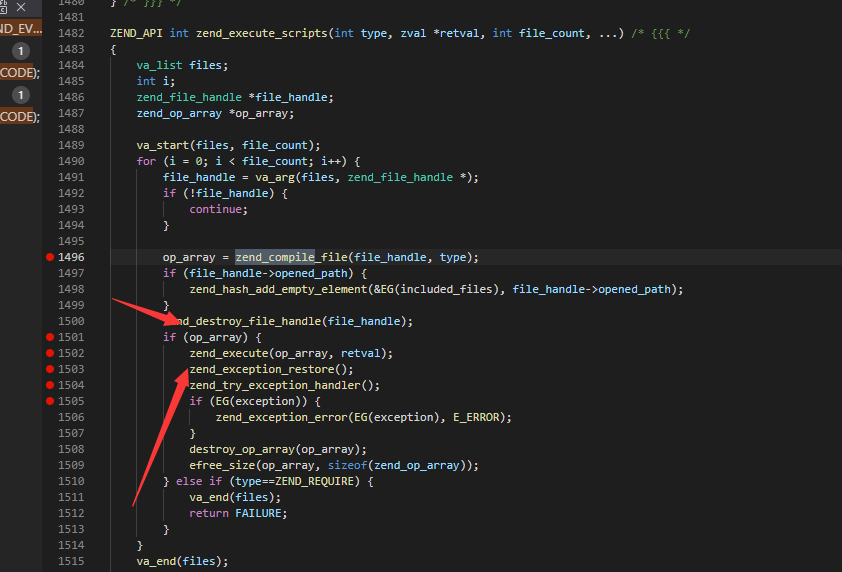 ND_EV...
1
CODE);
1
CODE);
1480 } /* }}} */
1481
1482 ZEND_API int zend_execute_scripts(int type, zval *retval, int file_count, ...) /* {{{ */
1483 {
1484 va_list files;
1485 int i;
1486 zend_file_handle *file_handle;
1487 zend_op_array *op_array;
1488
1489 va_start(files, file_count);
1490 for (i = 0; i < file_count; i++) {
1491 file_handle = va_arg(files, zend_file_handle *);
1492 if (!file_handle) {
1493 continue;
1494 }
1495
1496 op_array = zend_compile_file(file_handle, type);
1497 if (file_handle->opened_path) {
1498 zend_hash_add_empty_element(&EG(included_files), file_handle->opened_path);
1499 }
1500 nd_destroy_file_handle(file_handle);
1501 if (op_array) {
1502 zend_execute(op_array, retval);
1503 zend_exception_restore();
1504 zend_try_exception_handler();
1505 if (EG(exception)) {
1506 zend_exception_error(EG(exception), E_ERROR);
1507 }
1508 destroy_op_array(op_array);
1509 efree_size(op_array, sizeof(zend_op_array));
1510 } else if (type==ZEND_REQUIRE) {
1511 va_end(files);
1512 return FAILURE;
1513 }
1514 }
1515 va_end(files);